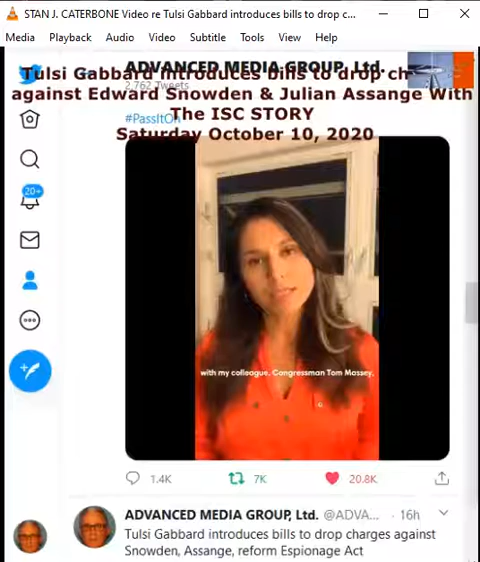 STAN J. CATERBONE Video re Tulsi Gabbard introduces bills to drop c...
Media Playback Audio Video Subtitle Tools View Help
ADVANCED MEDIA GROUP, Ltd.
2,762 Tweets
Tulsi Gabbard introduces bills to drop
against Edward Snowden & Julian Assange With
The ISC STORY
Saturday October 10, 2020
#PassItOn
20+
with my colleague, Congressman Tom Massey,
1.4K 7K 20.8K
ADVANCED MEDIA GROUP, Ltd. @ADVA... · 16h
Tulsi Gabbard introduces bills to drop charges against
Snowden, Assange, reform Espionage Act